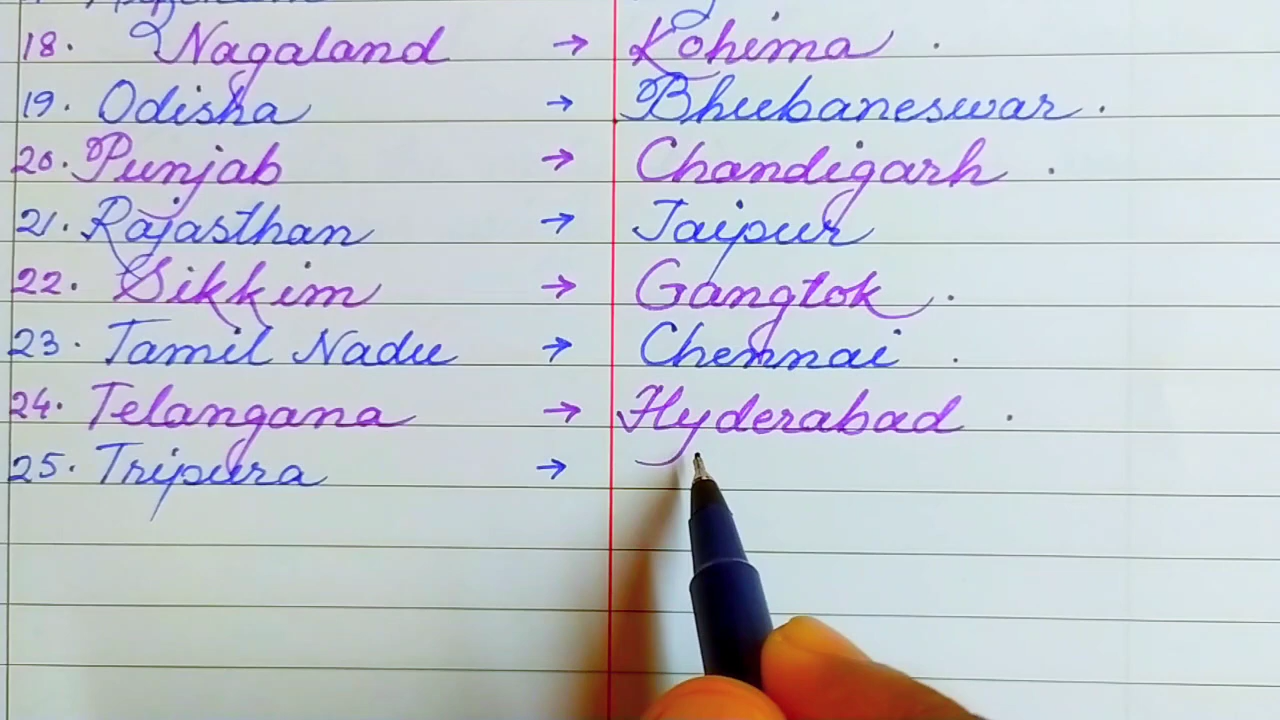 18. Nagaland → Kohima .
19. Odisha → Bhubaneswar .
20. Punjab → Chandigarh .
21. Rajasthan → Jaipur
22. Sikkim → Gangtok .
23. Tamil Nadu → Chennai .
24. Telangana → Hyderabad .
25. Tripura →